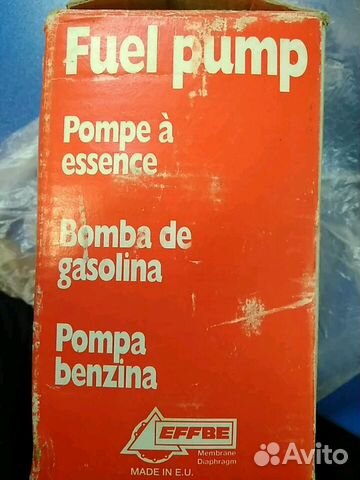 Fuel pump
Pompe à
essence
Bomba de
gasolina
Pompa
benzina
EFFBE
Membrane
Diaphragm
MADE IN E.U.
Avito